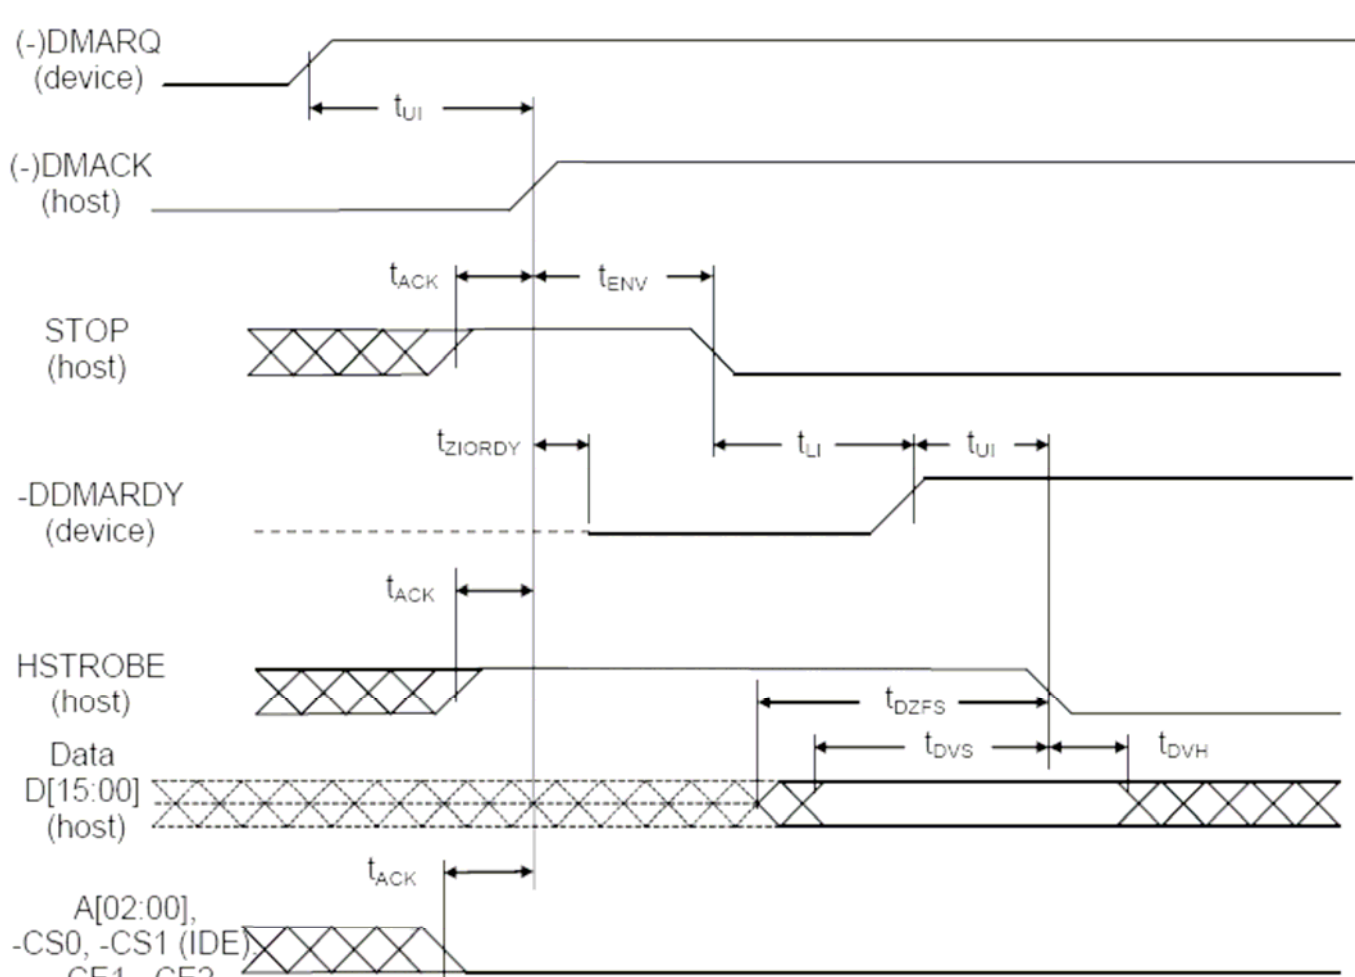 (-)DMARQ
(device)
tUI
(-)DMACK
(host)
tACK
tENV
STOP
(host)
tZIORDY
tLI
tUI
-DDMARDY
(device)
tACK
HSTROBE
(host)
tDZFS
tDVS
tDVH
Data
D[15:00]
(host)
tACK
A[02:00],
-CS0, -CS1 (IDE),